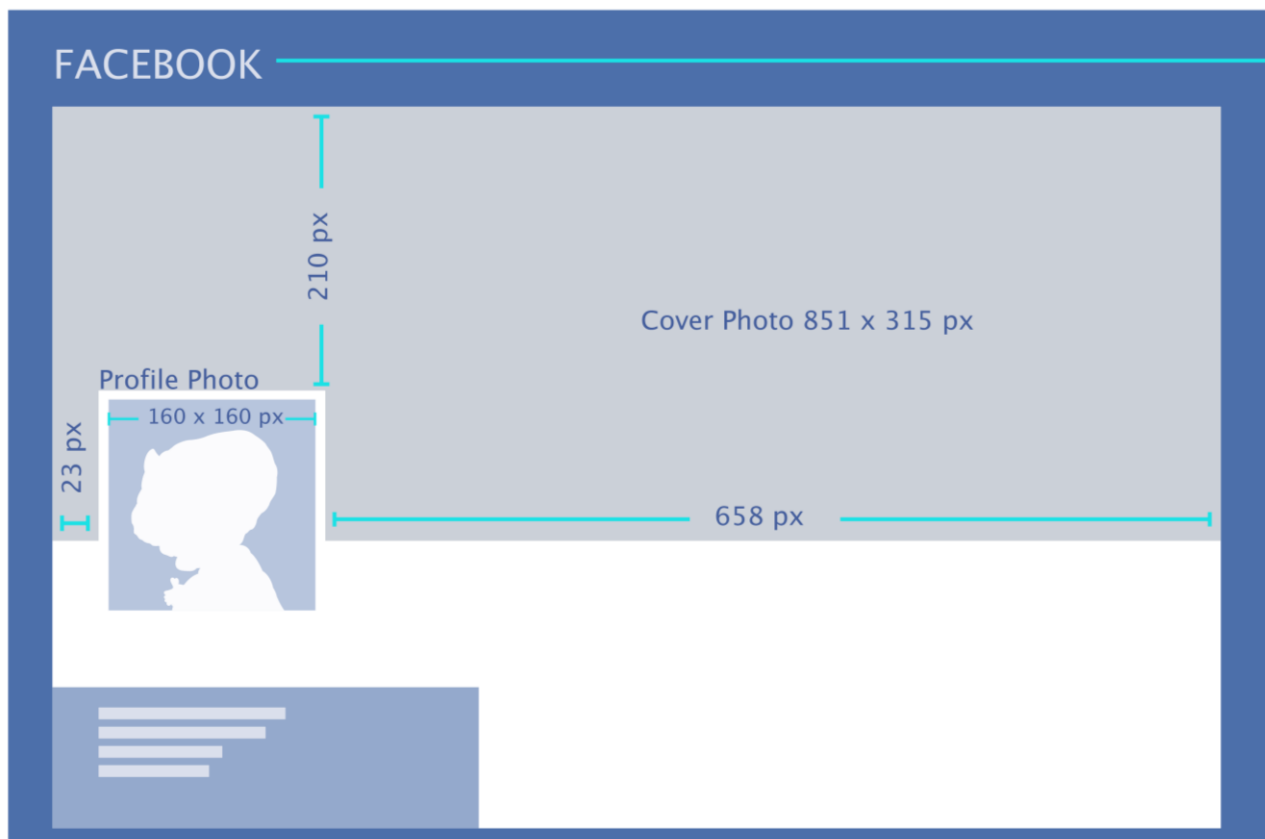 FACEBOOK
210 px
Cover Photo 851 x 315 px
Profile Photo
160 x 160 px
23 px
658 px